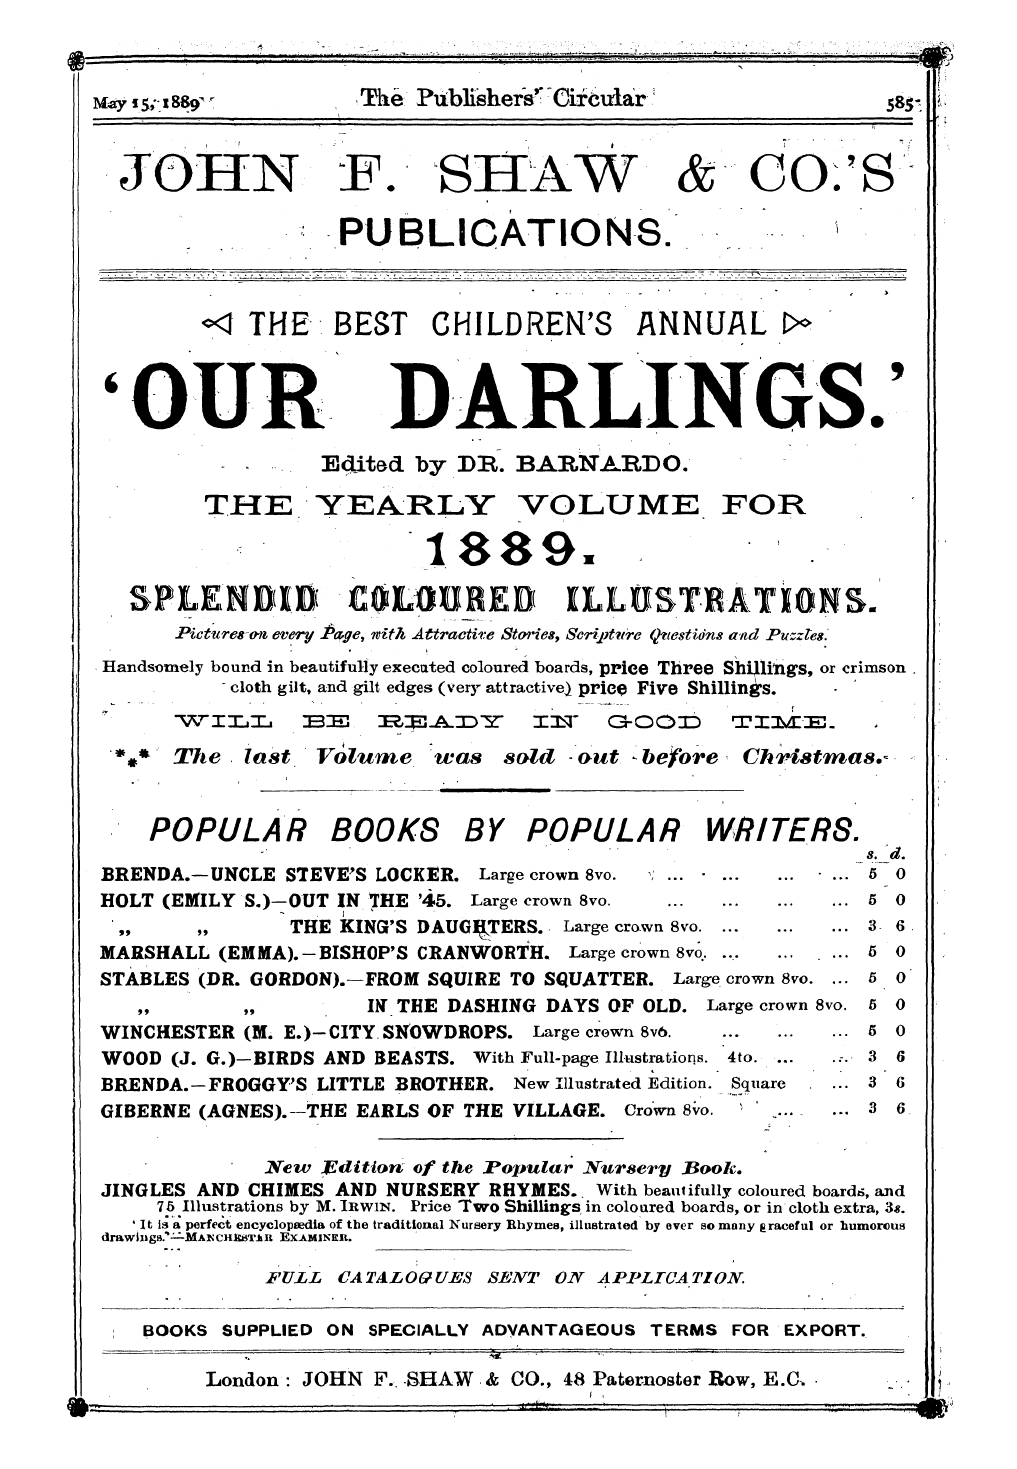 May 15, 1889 The Publishers' Circular 585
JOHN F. SHAW & CO.'S
PUBLICATIONS.
THE BEST CHILDREN'S ANNUAL
'OUR DARLINGS.'
Edited by DR. BARNARDO.
THE YEARLY VOLUME FOR
1889.
SPLENDID COLOURED ILLUSTRATIONS.
Pictures on every Page, with Attractive Stories, Scripture Questions and Puzzles.
Handsomely bound in beautifully executed coloured boards, price Three Shillings, or crimson
cloth gilt, and gilt edges (very attractive) price Five Shillings.
WILL BE READY IN GOOD TIME.
*** The last Volume was sold out before Christmas.
POPULAR BOOKS BY POPULAR WRITERS.
s. d.
BRENDA.—UNCLE STEVE'S LOCKER. Large crown 8vo. ... ... ... ... 5 0
HOLT (EMILY S.)—OUT IN THE '45. Large crown 8vo. ... ... ... ... 5 0
„ „ THE KING'S DAUGHTERS. Large crown 8vo. ... ... ... 3 6
MARSHALL (EMMA).—BISHOP'S CRANWORTH. Large crown 8vo. ... ... ... 5 0
STABLES (DR. GORDON).—FROM SQUIRE TO SQUATTER. Large crown 8vo. ... 5 0
„ „ IN THE DASHING DAYS OF OLD. Large crown 8vo. 5 0
WINCHESTER (M. E.)—CITY SNOWDROPS. Large crown 8vo. ... ... ... 5 0
WOOD (J. G.)—BIRDS AND BEASTS. With Full-page Illustrations. 4to. ... ... 3 6
BRENDA.—FROGGY'S LITTLE BROTHER. New Illustrated Edition. Square ... 3 6
GIBERNE (AGNES).—THE EARLS OF THE VILLAGE. Crown 8vo. ... ... 3 6
New Edition of the Popular Nursery Book.
JINGLES AND CHIMES AND NURSERY RHYMES. With beautifully coloured boards, and
75 Illustrations by M. IRWIN. Price Two Shillings in coloured boards, or in cloth extra, 3s.
'It is a perfect encyclopædia of the traditional Nursery Rhymes, illustrated by ever so many graceful or humorous
drawings.'—MANCHESTER EXAMINER.
FULL CATALOGUES SENT ON APPLICATION.
BOOKS SUPPLIED ON SPECIALLY ADVANTAGEOUS TERMS FOR EXPORT.
London: JOHN F. SHAW & CO., 48 Paternoster Row, E.C.